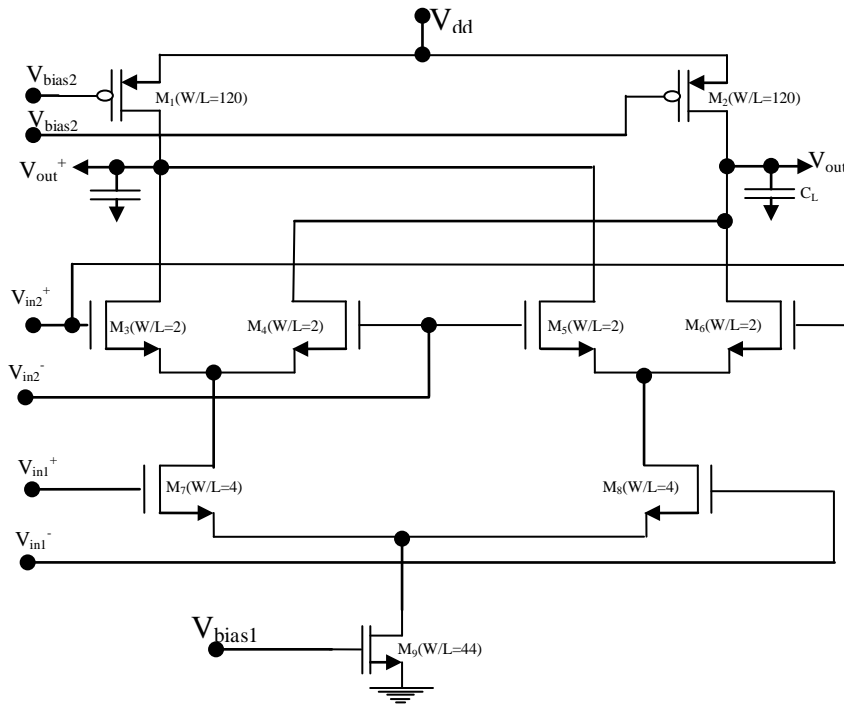 Vdd
Vbias2
M1(W/L=120)
M2(W/L=120)
Vbias2
Vout+
Vout
CL
Vin2+
M3(W/L=2)
M4(W/L=2)
M5(W/L=2)
M6(W/L=2)
Vin2-
Vin1+
M7(W/L=4)
M8(W/L=4)
Vin1-
Vbias1
M9(W/L=44)